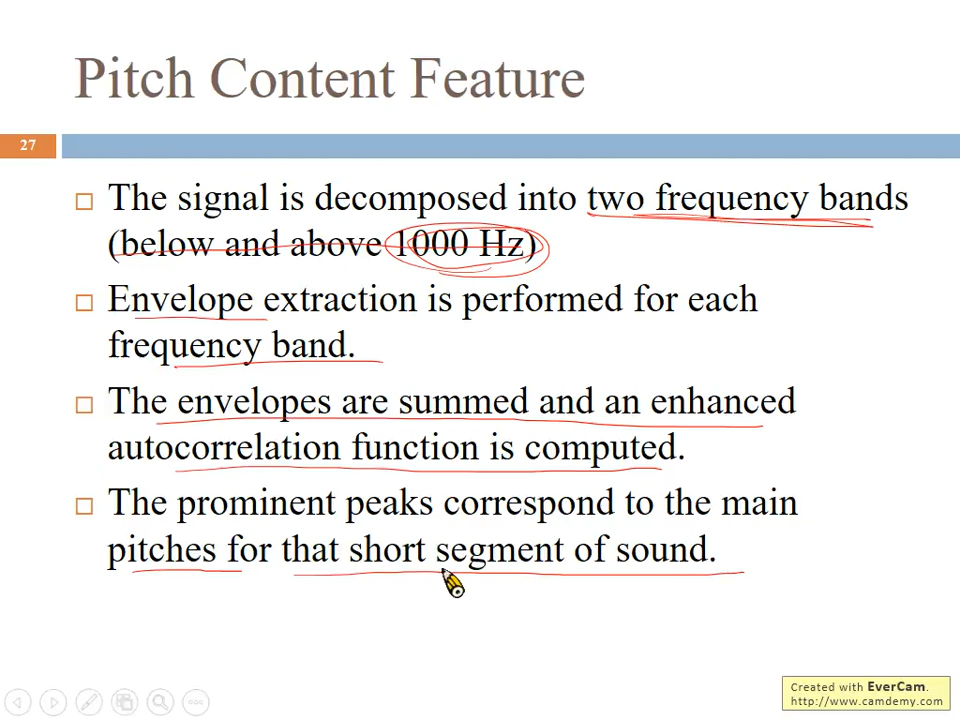 Pitch Content Feature
27
The signal is decomposed into two frequency bands
(below and above 1000 Hz)
Envelope extraction is performed for each
frequency band.
The envelopes are summed and an enhanced
autocorrelation function is computed.
The prominent peaks correspond to the main
pitches for that short segment of sound.
Created with EverCam.
http://www.camdemy.com